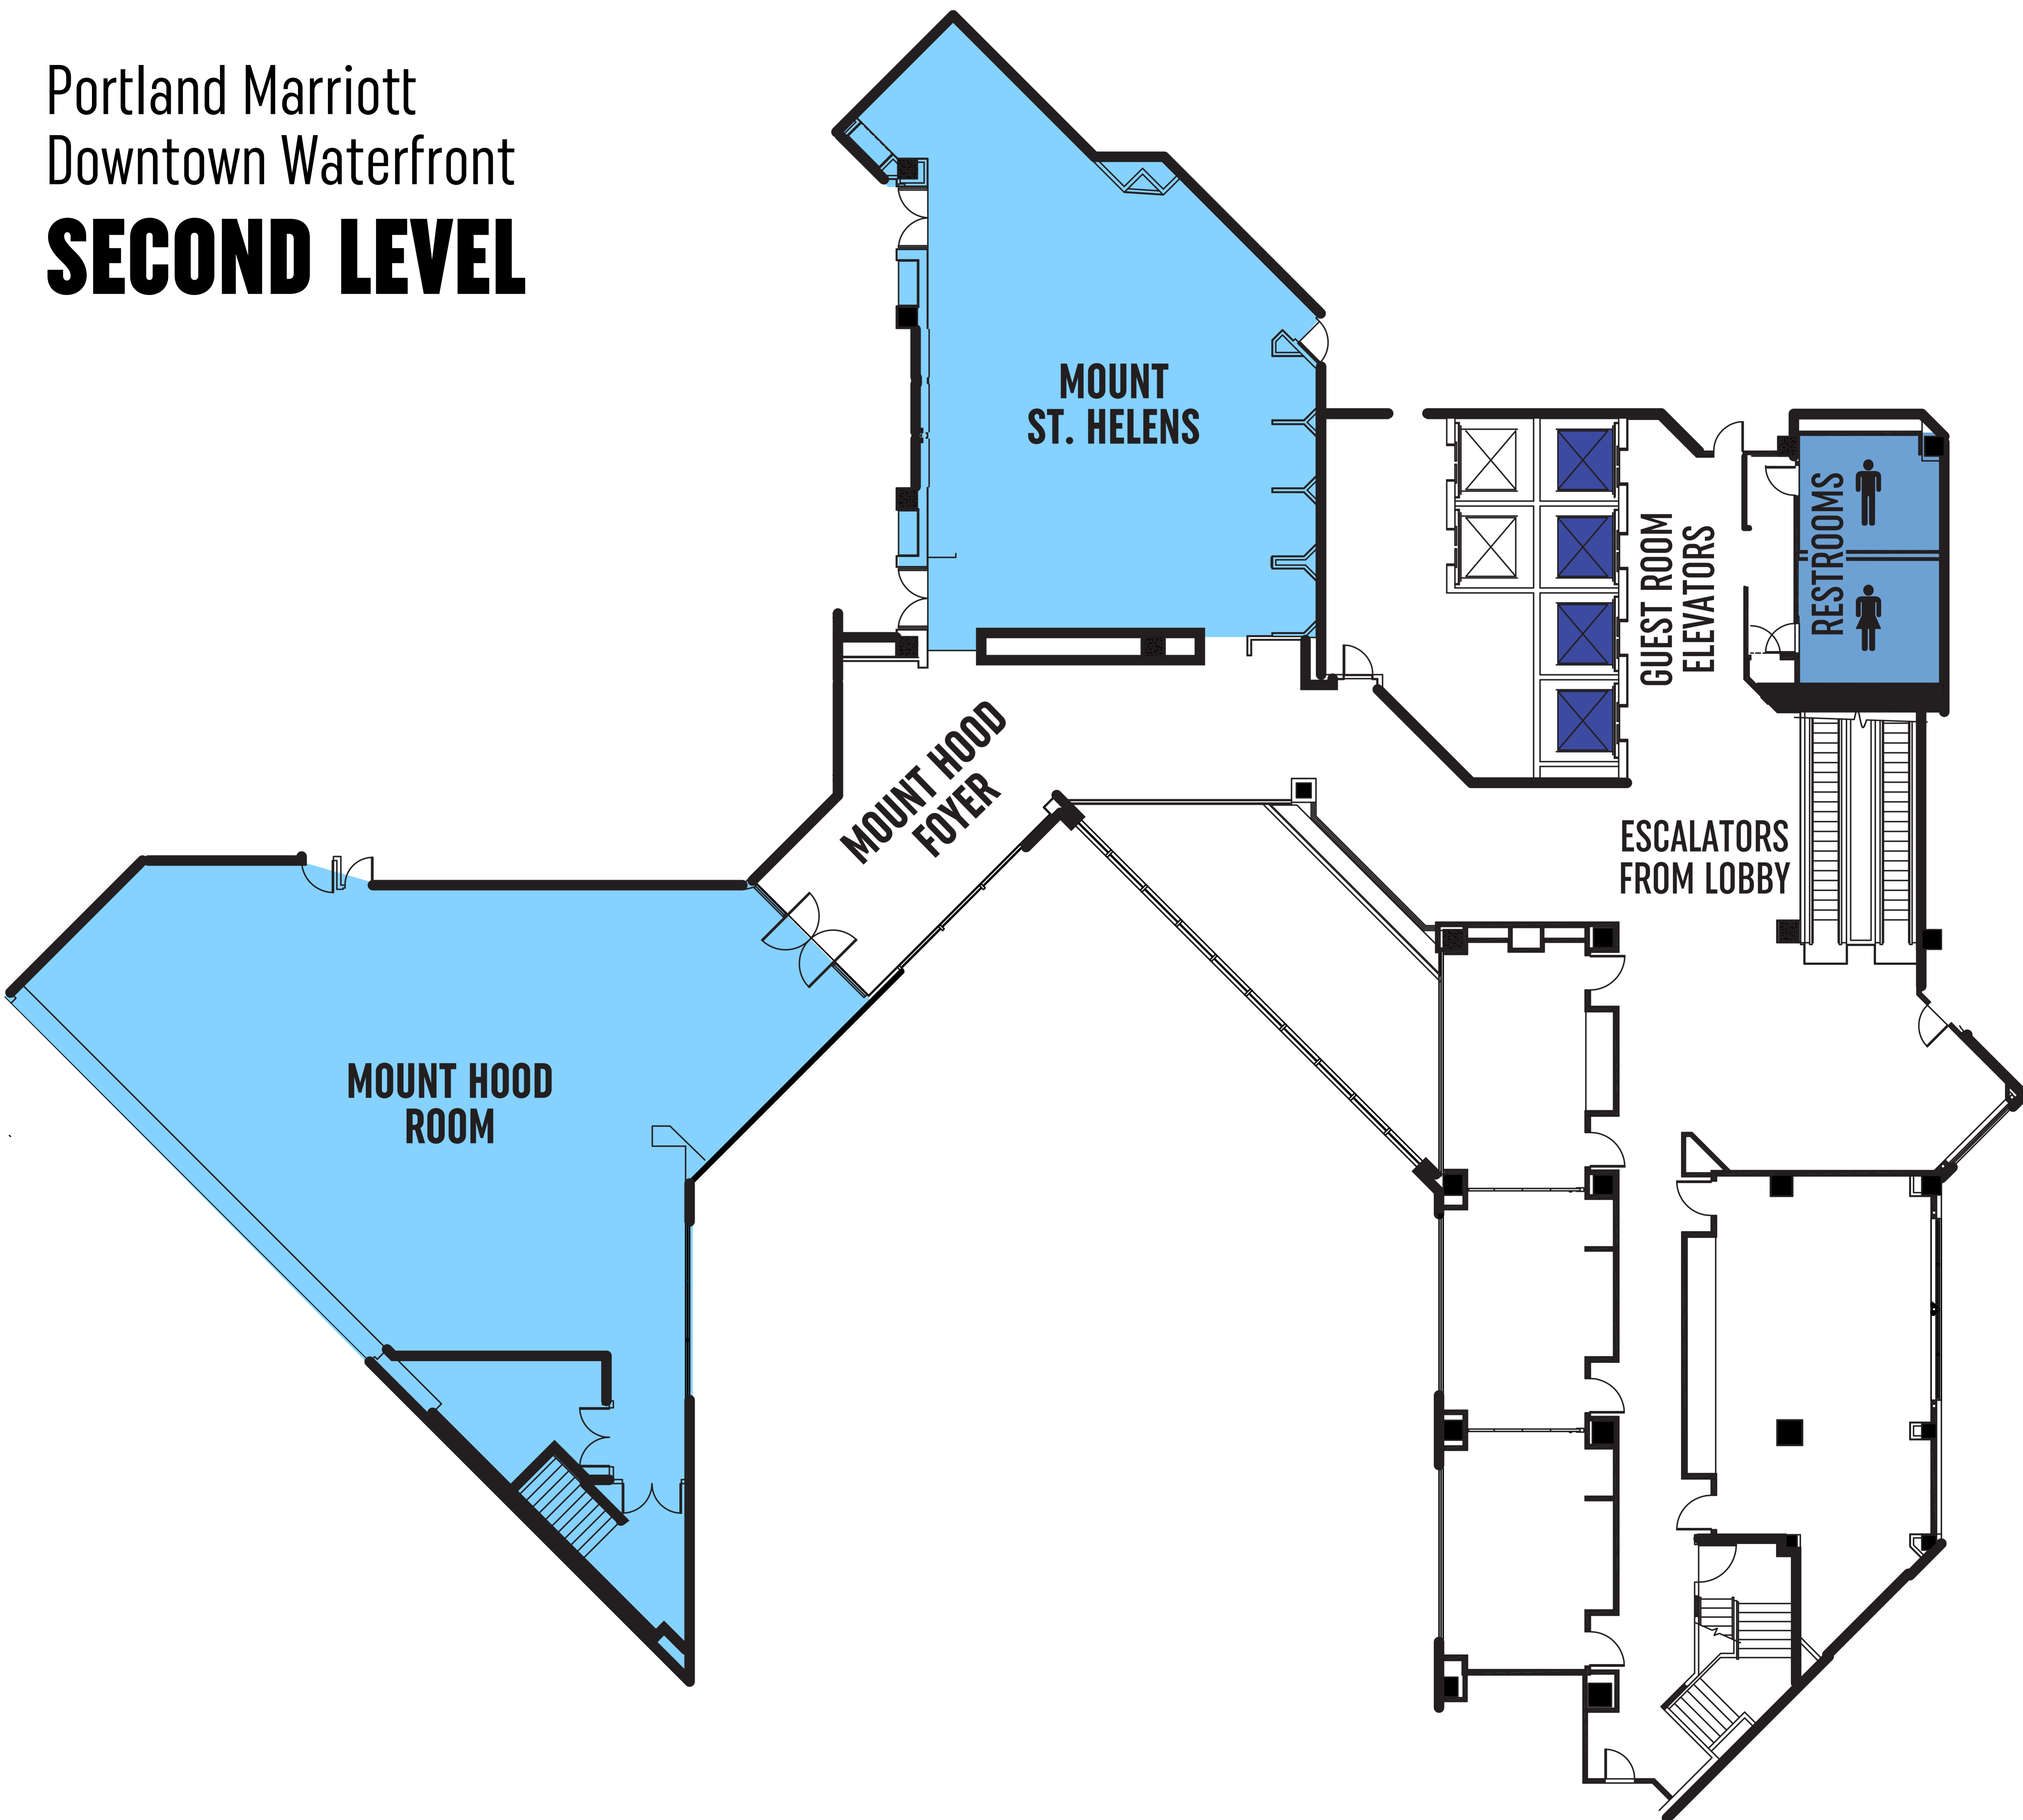 Portland Marriott
Downtown Waterfront
SECOND LEVEL
MOUNT
ST. HELENS
GUEST ROOM
ELEVATORS
RESTROOMS
MOUNT HOOD
FOYER
ESCALATORS
FROM LOBBY
MOUNT HOOD
ROOM